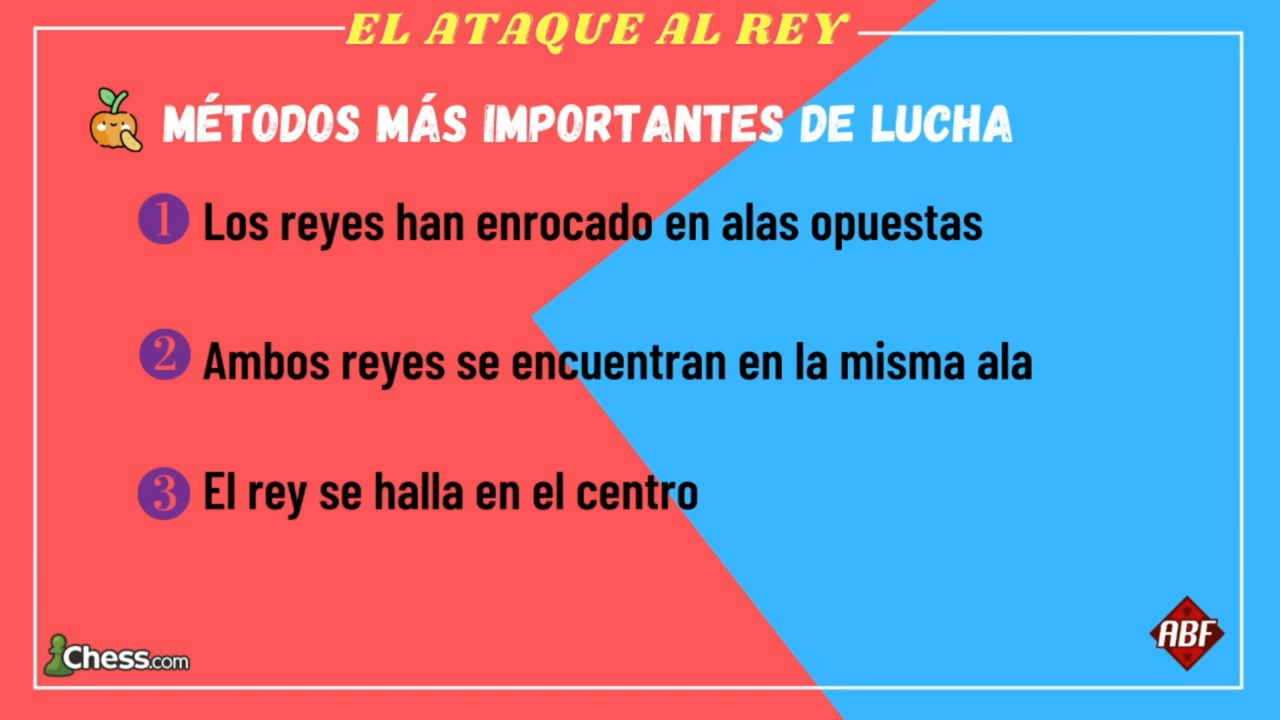 EL ATAQUE AL REY
MÉTODOS MÁS IMPORTANTES DE LUCHA
1 Los reyes han enrocado en alas opuestas
2 Ambos reyes se encuentran en la misma ala
3 El rey se halla en el centro
Chess.com
ABF